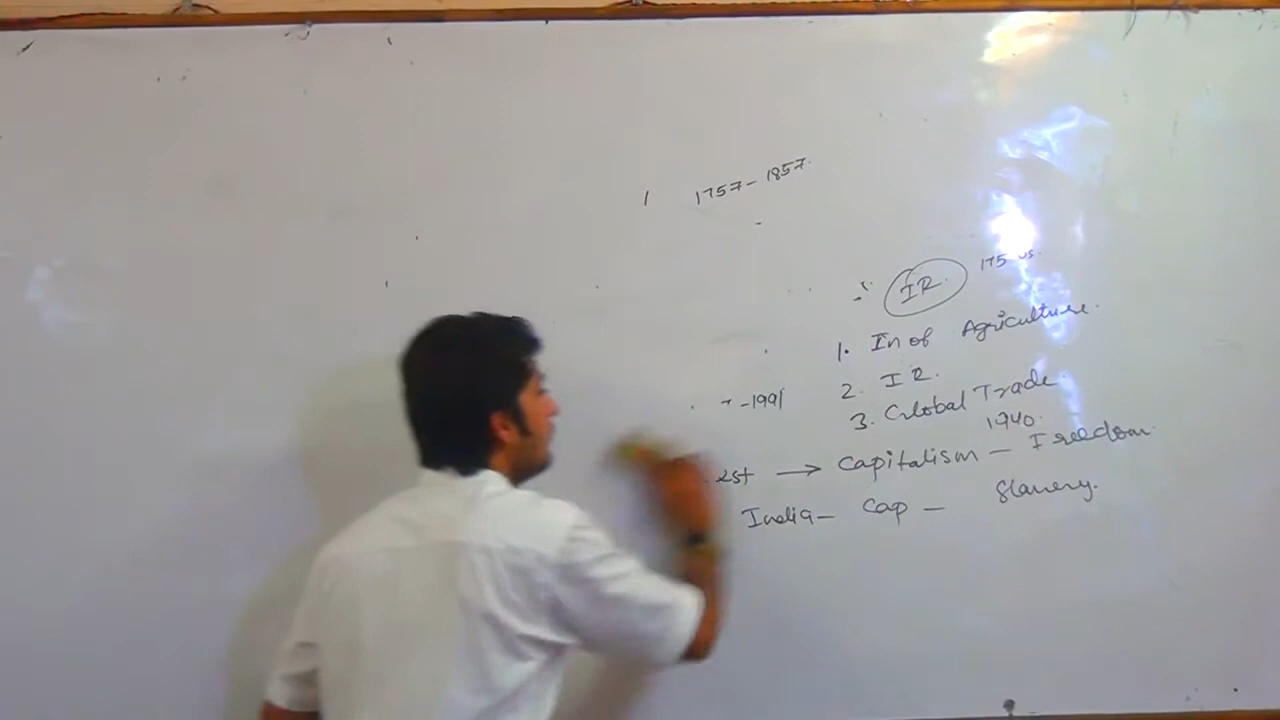 1757 - 1857.
IR.
1. In of Agriculture.
- 1991
2. IR.
3. Global Trade
1940.
est → Capitalism - Freedom
India - Cap - Slavery.